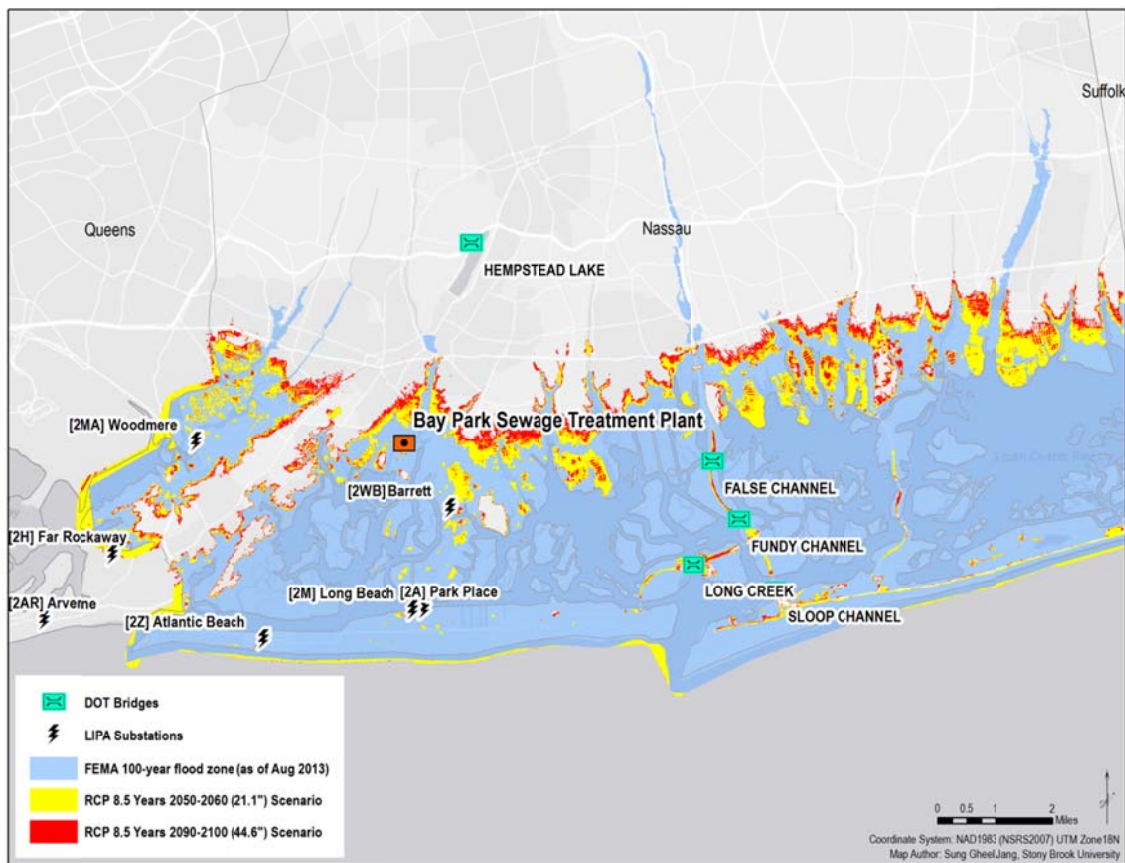 Suffolk
Queens
Nassau
HEMPSTEAD LAKE
[2MA] Woodmere
Bay Park Sewage Treatment Plant
[2WB] Barrett
FALSE CHANNEL
[2H] Far Rockaway
FUNDY CHANNEL
[2M] Long Beach
[2A] Park Place
LONG CREEK
[2AR] Arverne
[2Z] Atlantic Beach
SLOOP CHANNEL
DOT Bridges
LIPA Substations
FEMA 100-year flood zone (as of Aug 2013)
RCP 8.5 Years 2050-2060 (21.1") Scenario
RCP 8.5 Years 2090-2100 (44.6") Scenario
0 0.5 1 2
Miles
Coordinate System: NAD1983 (NSRS2007) UTM Zone18N
Map Author: Sung GheelJang, Stony Brook University